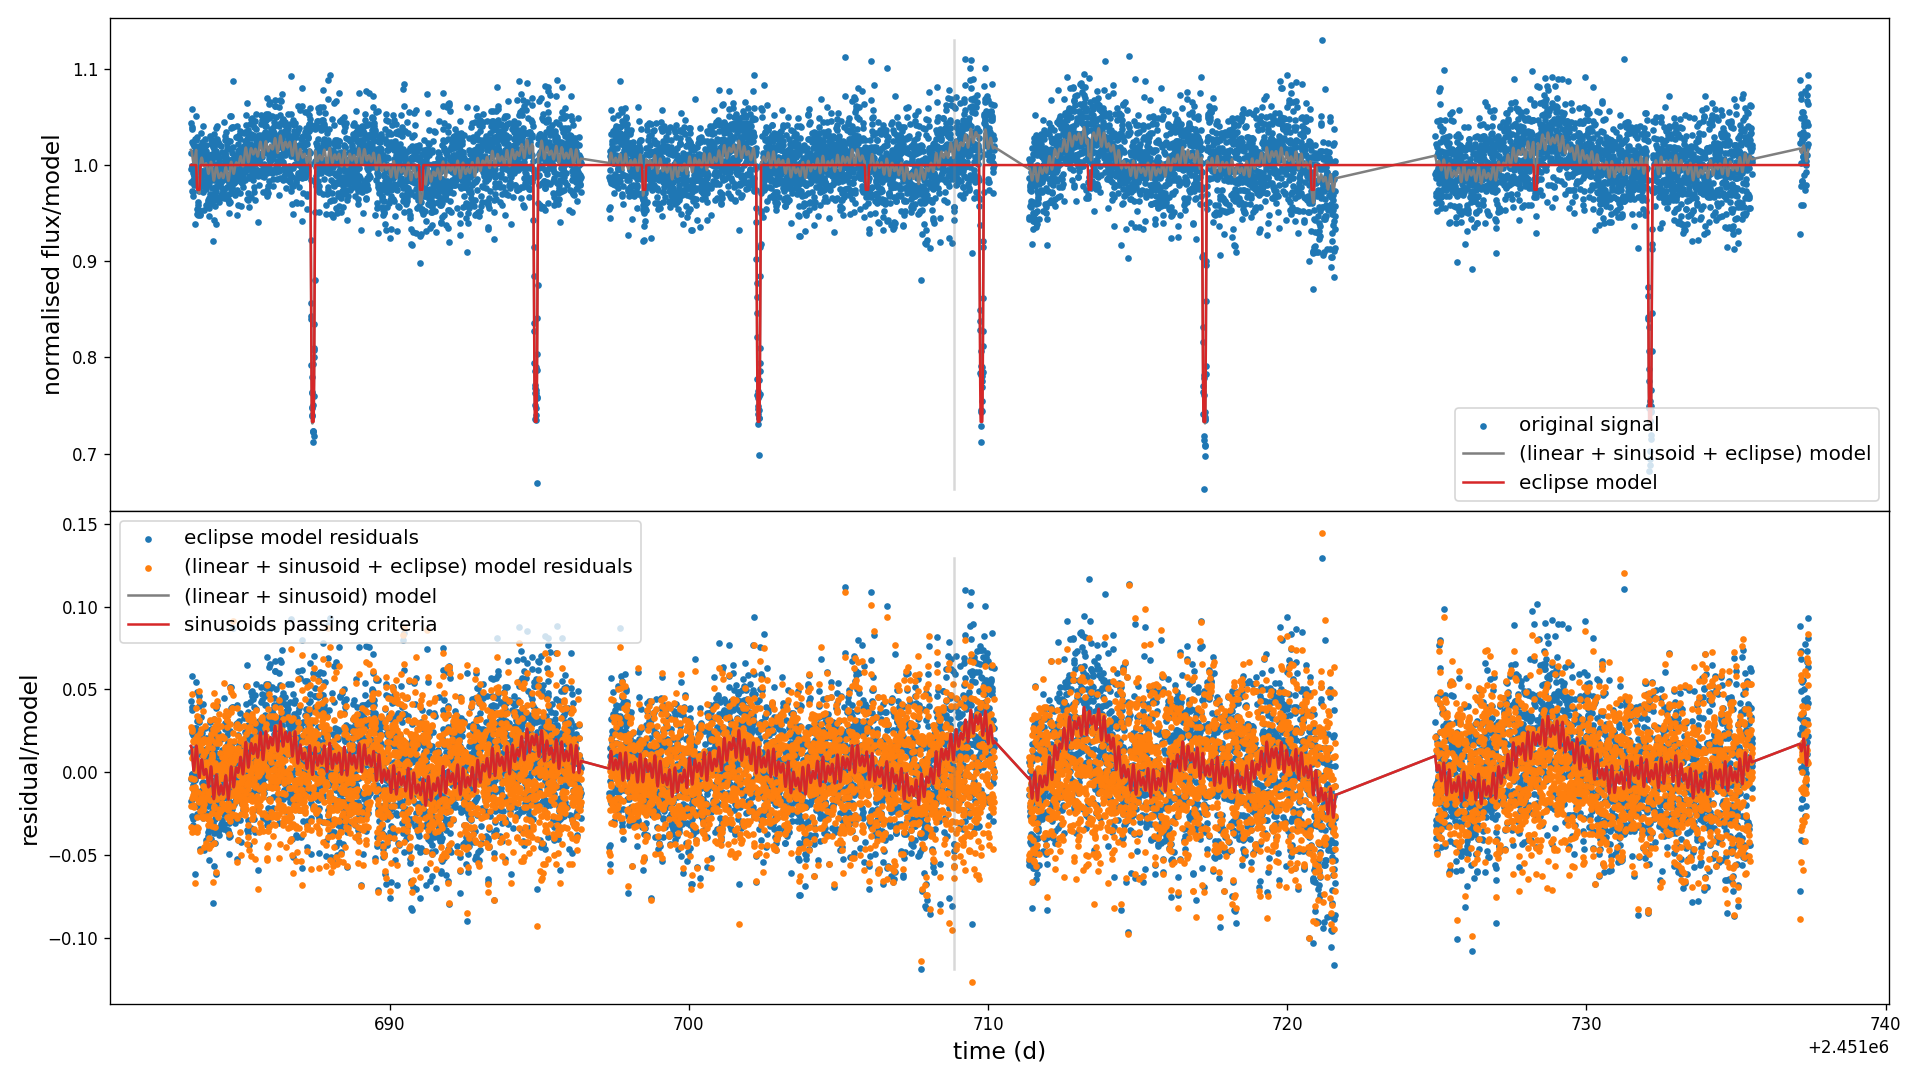 1.1
1.0
0.9
0.8
0.7
normalised flux/model
original signal
(linear + sinusoid + eclipse) model
eclipse model
0.15
0.10
0.05
0.00
−0.05
−0.10
residual/model
eclipse model residuals
(linear + sinusoid + eclipse) model residuals
(linear + sinusoid) model
sinusoids passing criteria
690 700 710 720 730 740
time (d)
+2.451e6